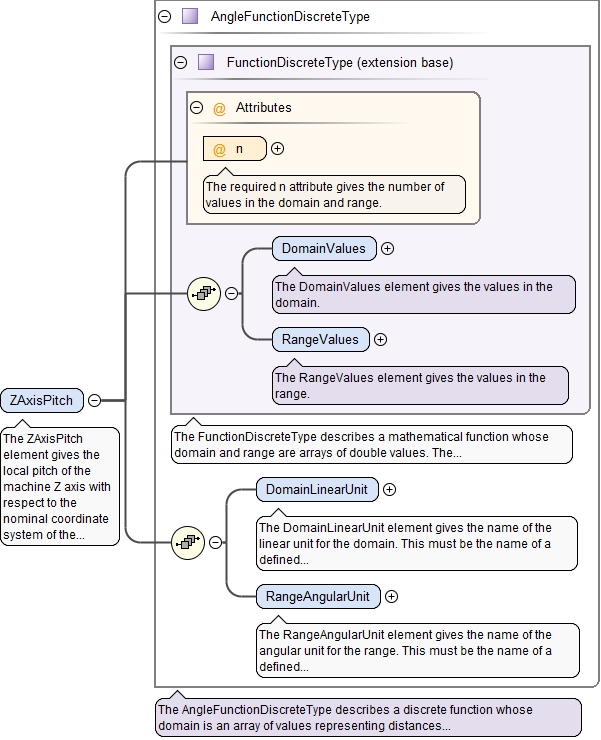 AngleFunctionDiscreteType
FunctionDiscreteType (extension base)
@ Attributes
@ n
The required n attribute gives the number of
values in the domain and range.
DomainValues
The DomainValues element gives the values in the
domain.
RangeValues
The RangeValues element gives the values in the
range.
ZAxisPitch
The ZAxisPitch
element gives the
local pitch of the
machine Z axis with
respect to the
nominal coordinate
system of the...
The FunctionDiscreteType describes a mathematical function whose
domain and range are arrays of double values. The...
DomainLinearUnit
The DomainLinearUnit element gives the name of the
linear unit for the domain. This must be the name of a
defined...
RangeAngularUnit
The RangeAngularUnit element gives the name of the
angular unit for the range. This must be the name of a
defined...
The AngleFunctionDiscreteType describes a discrete function whose
domain is an array of values representing distances...